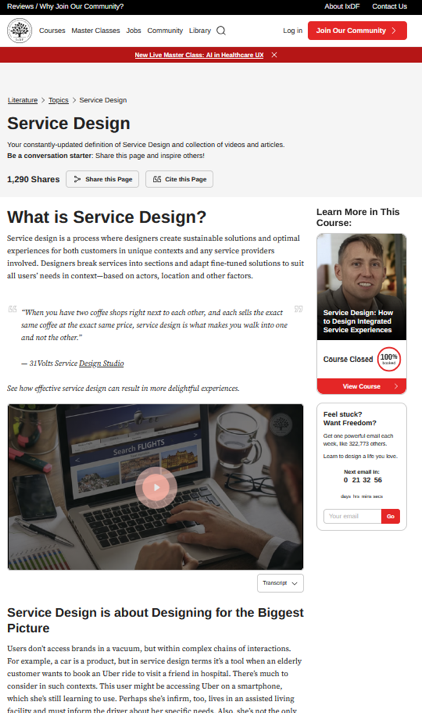 Reviews / Why Join Our Community?
About IxDF
Contact Us
Courses
Master Classes
Jobs
Community
Library
Log in
Join Our Community
New Live Master Class: AI in Healthcare UX
Literature
Topics
Service Design
Service Design
Your constantly-updated definition of Service Design and collection of videos and articles.
Be a conversation starter: Share this page and inspire others!
1,290 Shares
Share this Page
Cite this Page
What is Service Design?
Service design is a process where designers create sustainable solutions and optimal
experiences for both customers in unique contexts and any service providers
involved. Designers break services into sections and adapt fine-tuned solutions to suit
all users' needs in context—based on actors, location and other factors.
"When you have two coffee shops right next to each other, and each sells the exact
same coffee at the exact same price, service design is what makes you walk into one
and not the other."
— 31Volts Service Design Studio
See how effective service design can result in more delightful experiences.
Search FLIGHTS
Transcript
Service Design is about Designing for the Biggest
Picture
Users don't access brands in a vacuum, but within complex chains of interactions.
For example, a car is a product, but in service design terms it's a tool when an elderly
customer wants to book an Uber ride to visit a friend in hospital. There's much to
consider in such contexts. This user might be accessing Uber on a smartphone,
which she's still learning to use. Perhaps she's infirm, too, lives in an assisted living
facility and must inform the driver about her specific needs. Also, she's not the only
Learn More in This
Course:
Service Design: How
to Design Integrated
Service Experiences
Course Closed
100%
booked
View Course
Feel stuck?
Want Freedom?
Get one powerful email each
week, like 322,773 others.
Learn to design a life you love.
Next email in:
0 21 32 56
days hrs mins secs
Your email
Go